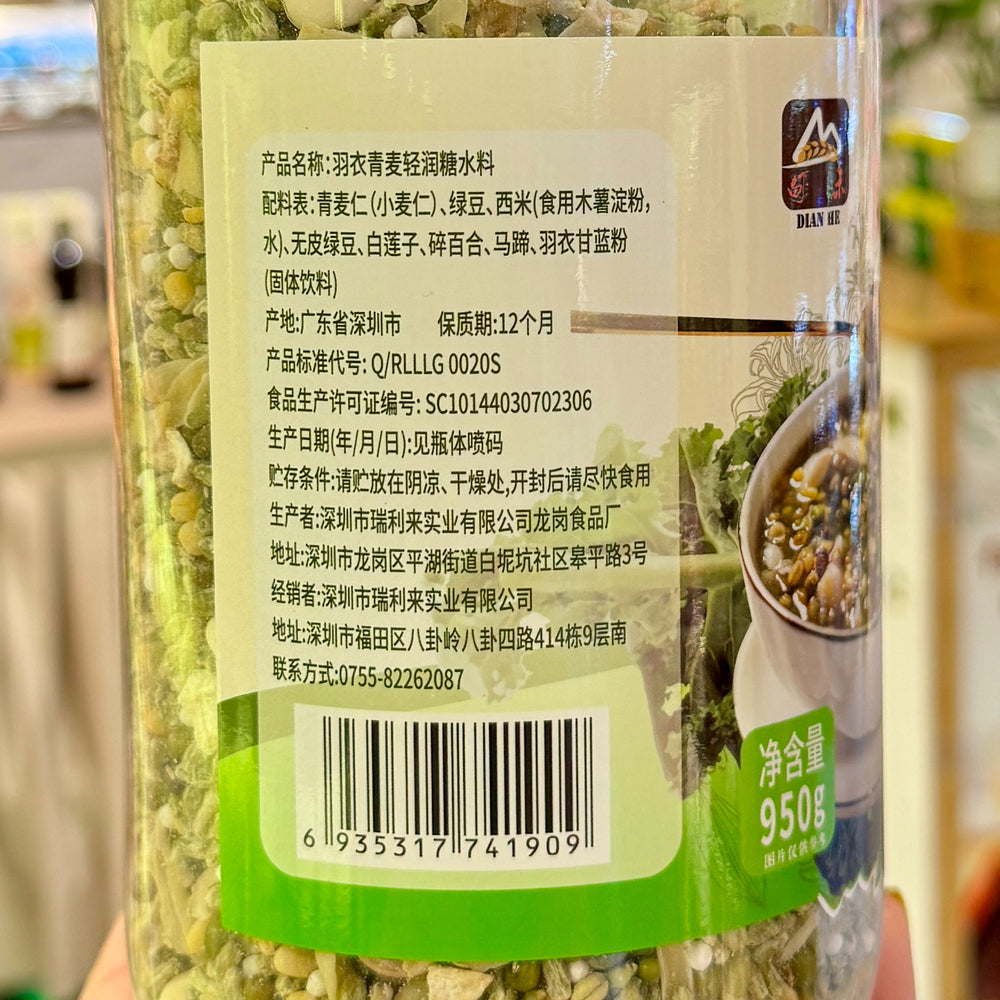 产品名称:羽衣青麦轻润糖水料
配料表:青麦仁(小麦仁)、绿豆、西米(食用木薯淀粉,
水)、无皮绿豆、白莲子、碎百合、马蹄、羽衣甘蓝粉
(固体饮料)
产地:广东省深圳市 保质期:12个月
产品标准代号: Q/RLLLG 0020S
食品生产许可证编号: SC10144030702306
生产日期(年/月/日):见瓶体喷码
贮存条件:请贮放在阴凉、干燥处,开封后请尽快食用
生产者:深圳市瑞利来实业有限公司龙岗食品厂
地址:深圳市龙岗区平湖街道白坭坑社区皋平路3号
经销者:深圳市瑞利来实业有限公司
地址:深圳市福田区八卦岭八卦四路414栋9层南
联系方式:0755-82262087
6 935317 741909
DIAN HE
净含量
950g
图片仅供参考